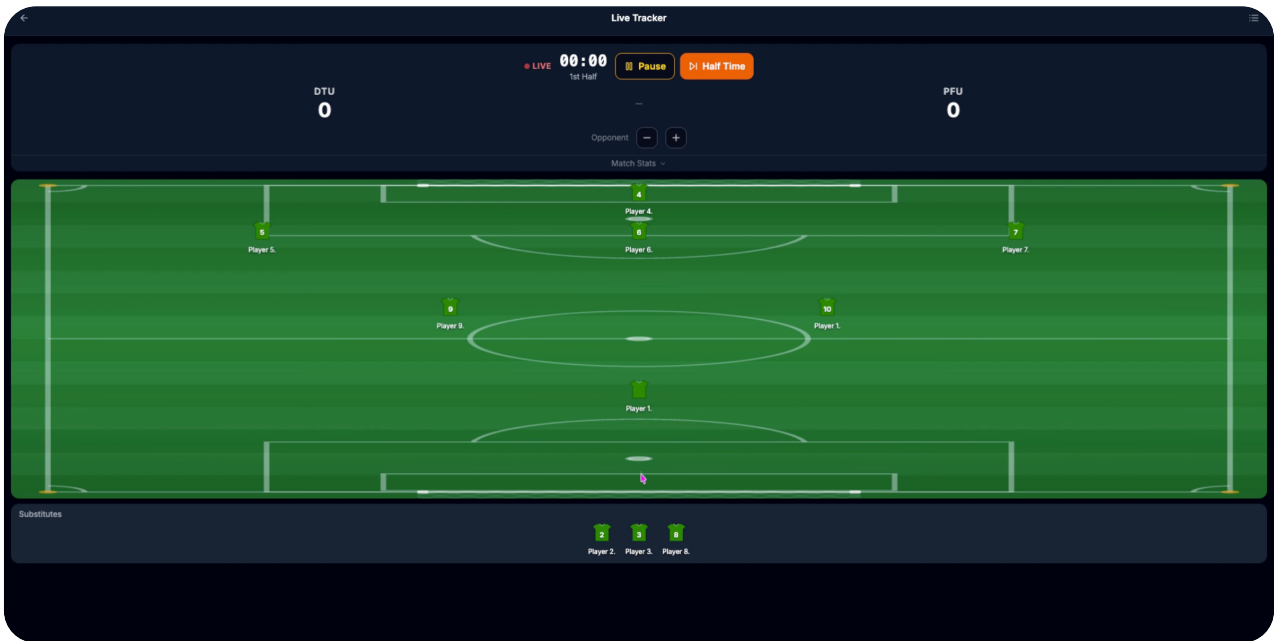 Live Tracker
LIVE 00:00 Pause Half Time
1st Half
DTU PFU
0 – 0
Opponent − +
Match Stats
4
Player 4.
5 6 7
Player 5. Player 6. Player 7.
9 10
Player 9. Player 1.
Player 1.
Substitutes
2 3 8
Player 2. Player 3. Player 8.